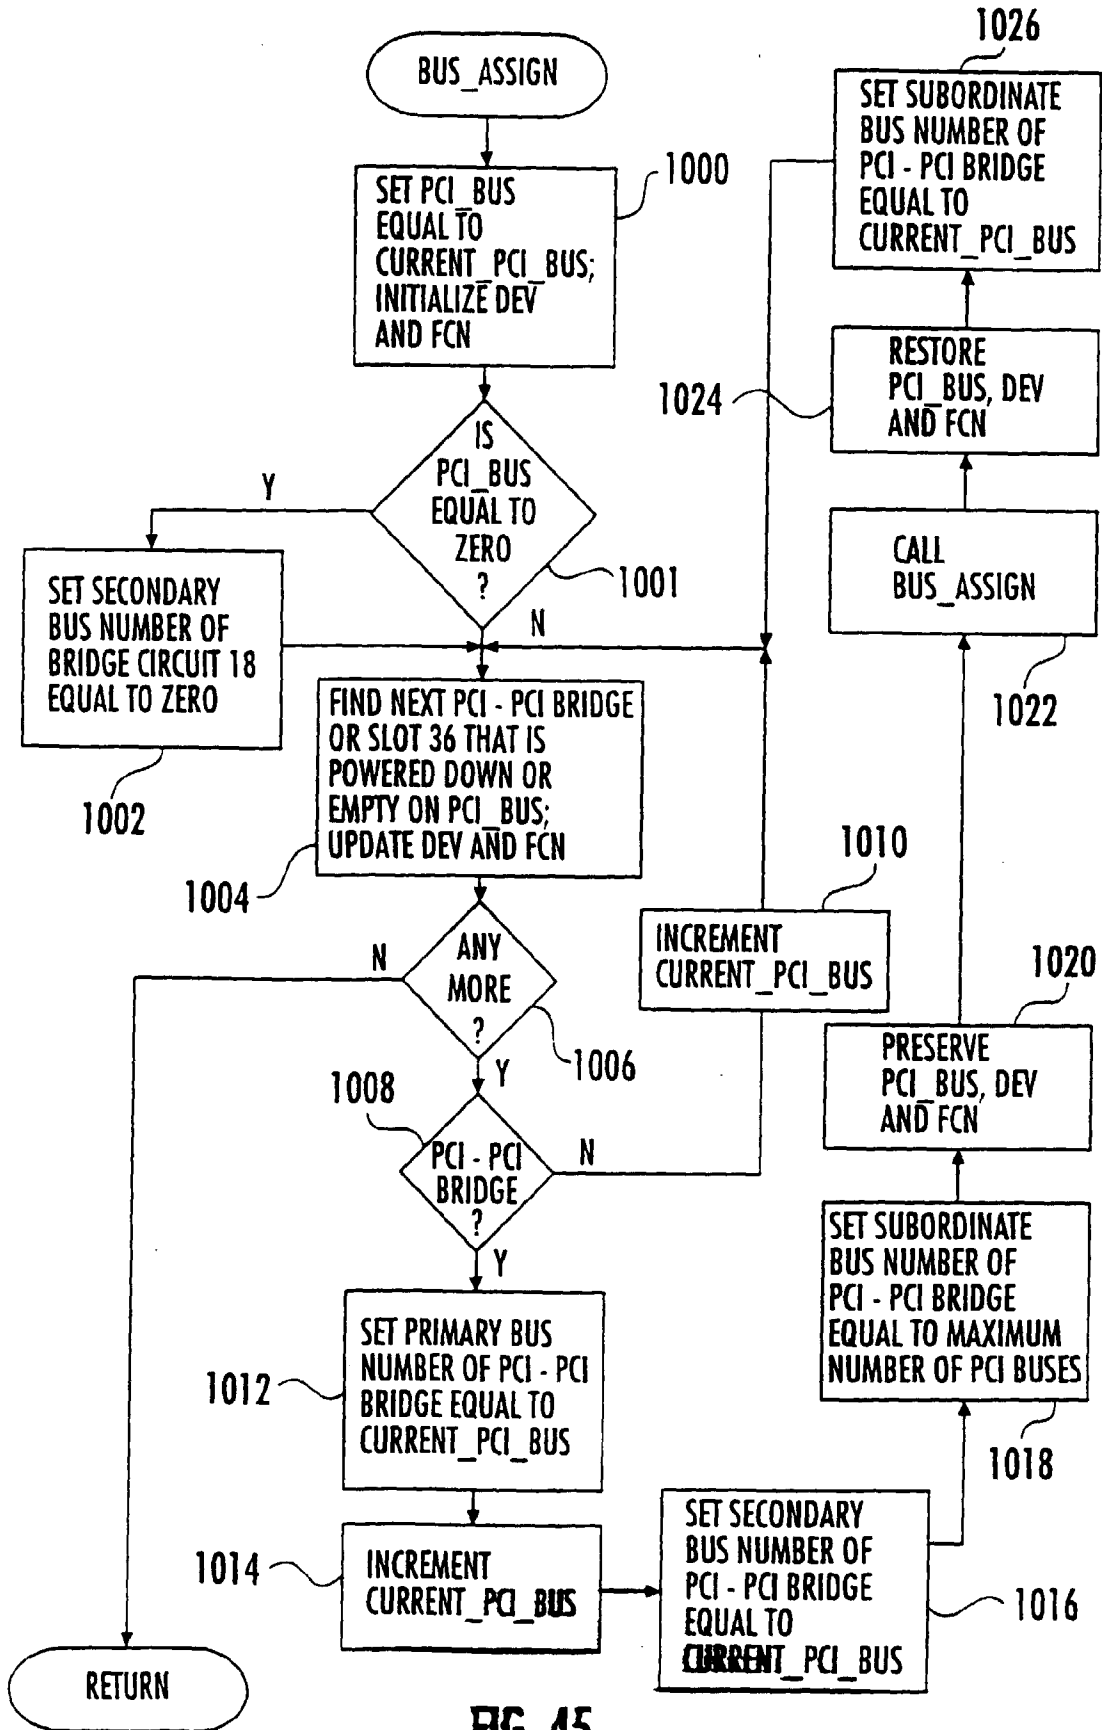 BUS_ASSIGN
SET PCI_BUS
EQUAL TO
CURRENT_PCI_BUS;
INITIALIZE DEV
AND FCN
1000
IS
PCI_BUS
EQUAL TO
ZERO
?
1001
Y
N
SET SECONDARY
BUS NUMBER OF
BRIDGE CIRCUIT 18
EQUAL TO ZERO
1002
FIND NEXT PCI - PCI BRIDGE
OR SLOT 36 THAT IS
POWERED DOWN OR
EMPTY ON PCI_BUS;
UPDATE DEV AND FCN
1004
ANY
MORE
?
1006
N
Y
1008
PCI - PCI
BRIDGE
?
N
Y
INCREMENT
CURRENT_PCI_BUS
1010
SET PRIMARY BUS
NUMBER OF PCI - PCI
BRIDGE EQUAL TO
CURRENT_PCI_BUS
1012
INCREMENT
CURRENT_PCI_BUS
1014
SET SECONDARY
BUS NUMBER OF
PCI - PCI BRIDGE
EQUAL TO
CURRENT_PCI_BUS
1016
SET SUBORDINATE
BUS NUMBER OF
PCI - PCI BRIDGE
EQUAL TO MAXIMUM
NUMBER OF PCI BUSES
1018
PRESERVE
PCI_BUS, DEV
AND FCN
1020
CALL
BUS_ASSIGN
1022
RESTORE
PCI_BUS, DEV
AND FCN
1024
SET SUBORDINATE
BUS NUMBER OF
PCI - PCI BRIDGE
EQUAL TO
CURRENT_PCI_BUS
1026
RETURN
FIG. 45